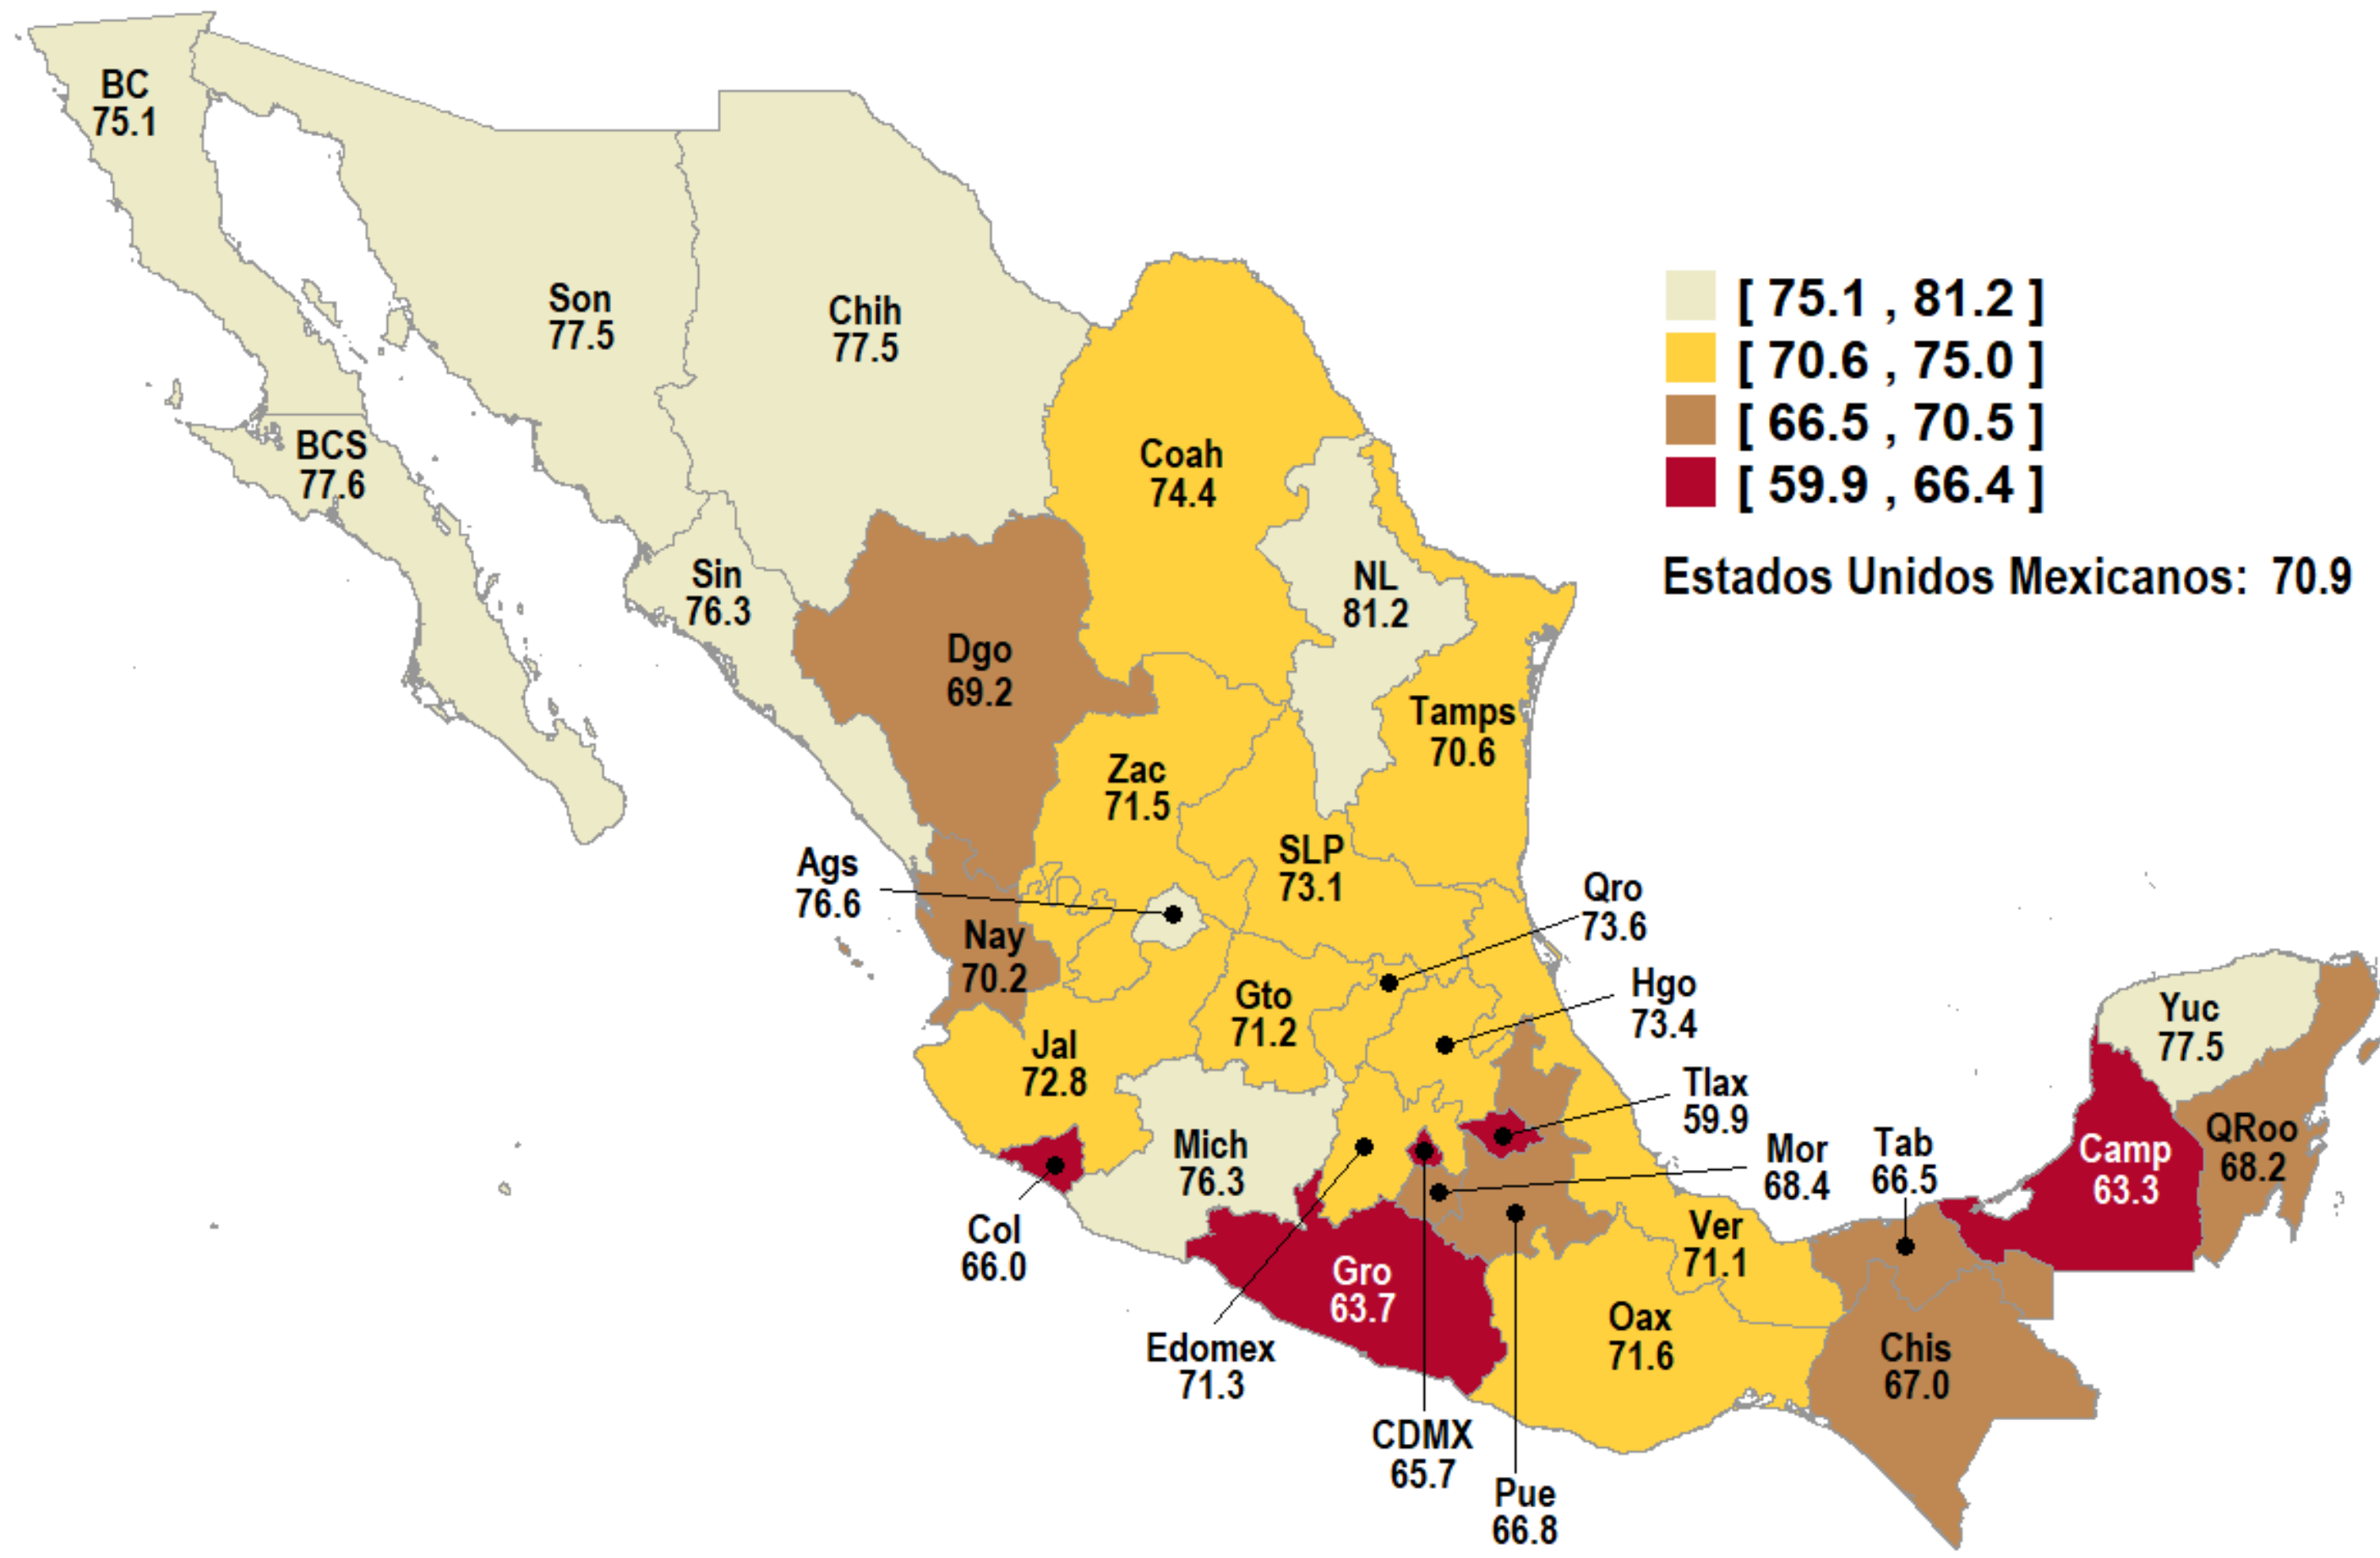 BC
75.1
Son
77.5
Chih
77.5
[ 75.1 , 81.2 ]
[ 70.6 , 75.0 ]
[ 66.5 , 70.5 ]
[ 59.9 , 66.4 ]
Estados Unidos Mexicanos: 70.9
BCS
77.6
Coah
74.4
Sin
76.3
NL
81.2
Dgo
69.2
Tamps
70.6
Zac
71.5
SLP
73.1
Ags
76.6
Qro
73.6
Nay
70.2
Hgo
73.4
Gto
71.2
Yuc
77.5
Jal
72.8
Tlax
59.9
Mich
76.3
Mor
68.4
Tab
66.5
Camp
63.3
QRoo
68.2
Col
66.0
Ver
71.1
Gro
63.7
Edomex
71.3
Oax
71.6
Chis
67.0
CDMX
65.7
Pue
66.8